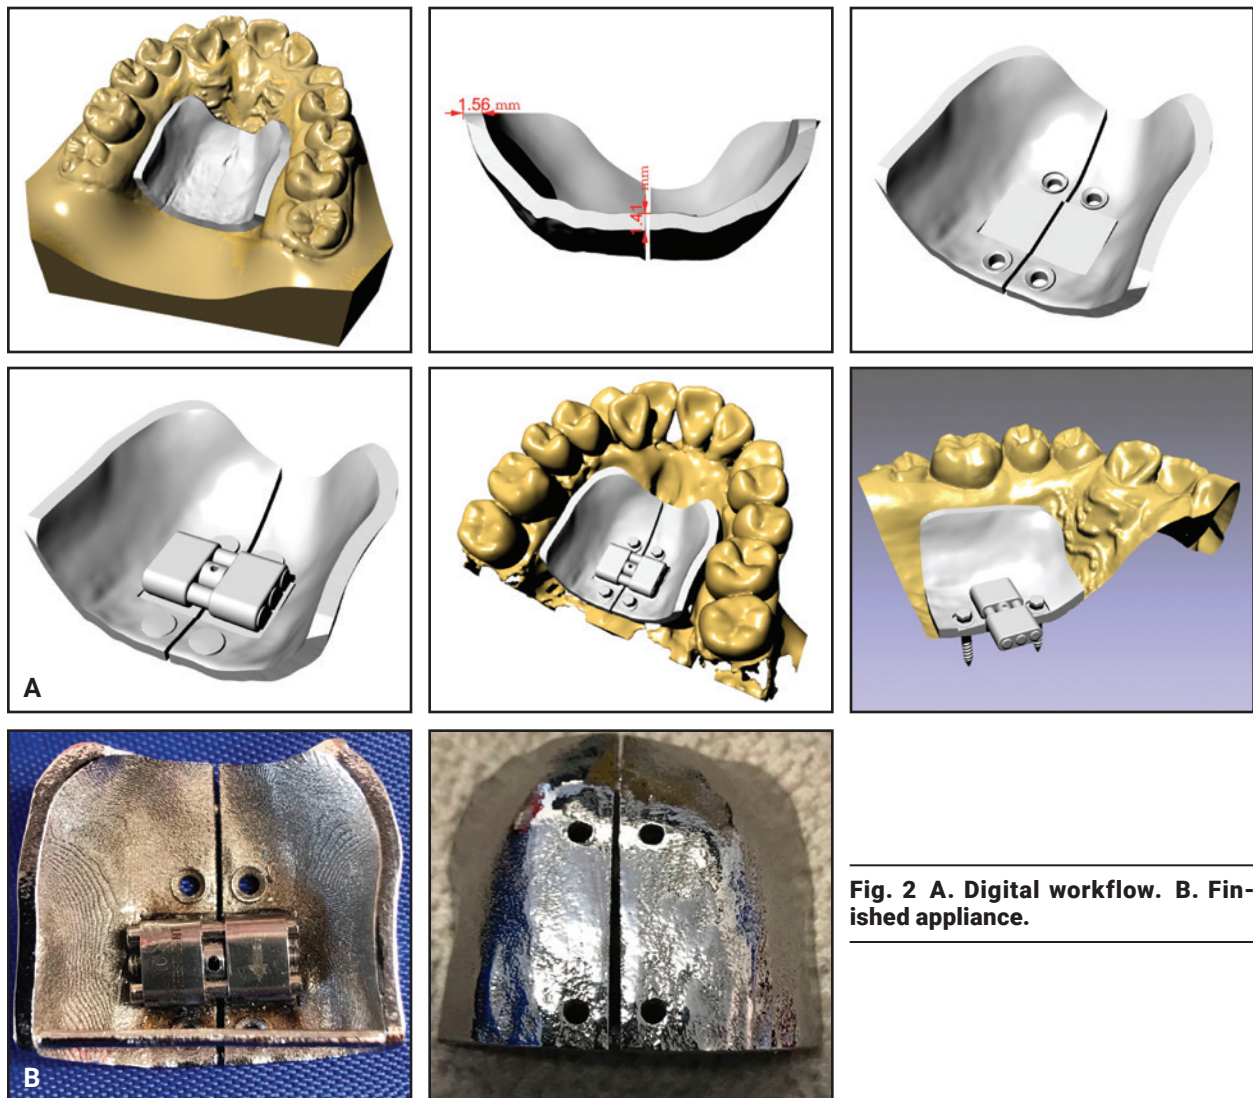 1.56 mm
1.41 mm
A
B
Fig. 2 A. Digital workflow. B. Fin-
ished appliance.